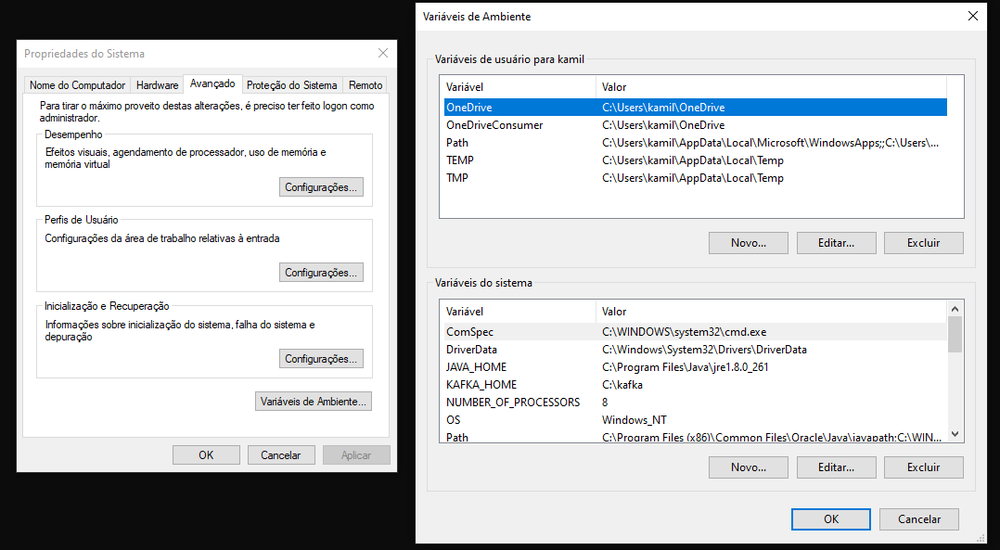 Propriedades do Sistema
Nome do Computador
Hardware
Avançado
Proteção do Sistema
Remoto
Para tirar o máximo proveito destas alterações, é preciso ter feito logon como
administrador.
Desempenho
Efeitos visuais, agendamento de processador, uso de memória e
memória virtual
Configurações...
Perfis de Usuário
Configurações da área de trabalho relativas à entrada
Configurações...
Inicialização e Recuperação
Informações sobre inicialização do sistema, falha do sistema e
depuração
Configurações...
Variáveis de Ambiente...
OK
Cancelar
Aplicar
Variáveis de Ambiente
Variáveis de usuário para kamil
Variável Valor
OneDrive C:\Users\kamil\OneDrive
OneDriveConsumer C:\Users\kamil\OneDrive
Path C:\Users\kamil\AppData\Local\Microsoft\WindowsApps;;C:\Users\...
TEMP C:\Users\kamil\AppData\Local\Temp
TMP C:\Users\kamil\AppData\Local\Temp
Novo...
Editar...
Excluir
Variáveis do sistema
Variável Valor
ComSpec C:\WINDOWS\system32\cmd.exe
DriverData C:\Windows\System32\Drivers\DriverData
JAVA_HOME C:\Program Files\Java\jre1.8.0_261
KAFKA_HOME C:\kafka
NUMBER_OF_PROCESSORS 8
OS Windows_NT
Path C:\Program Files (x86)\Common Files\Oracle\Java\javapath;C:\WIN...
Novo...
Editar...
Excluir
OK
Cancelar